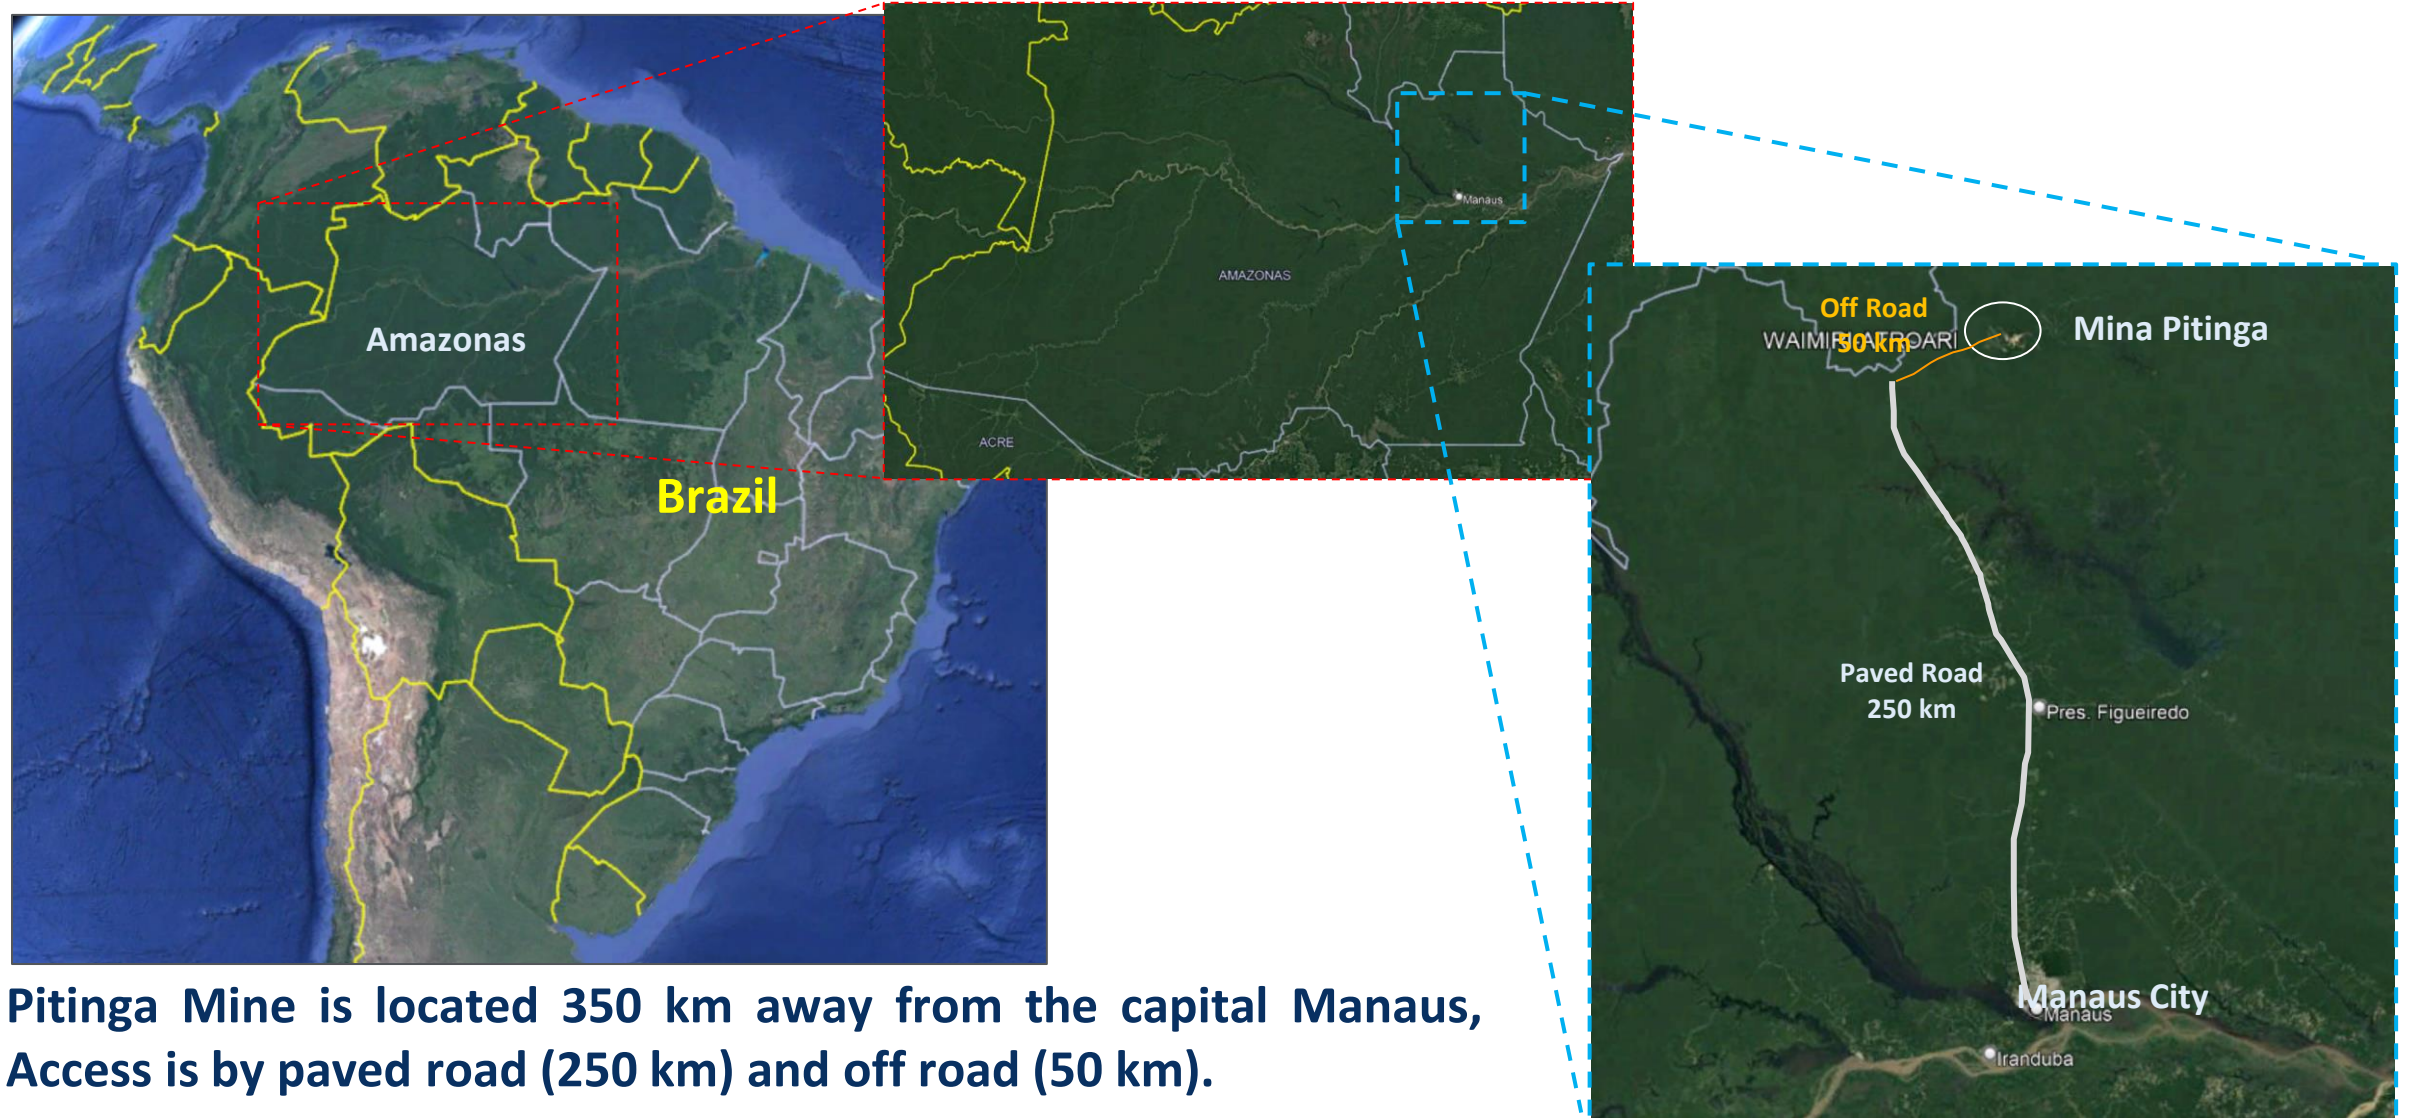 Amazonas
Brazil
Manaus
AMAZONAS
ACRE
Off Road
50 km
WAIMIRI-ATROARI
Mina Pitinga
Paved Road
250 km
Pres. Figueiredo
Manaus City
Manaus
Iranduba
Pitinga Mine is located 350 km away from the capital Manaus,
Access is by paved road (250 km) and off road (50 km).